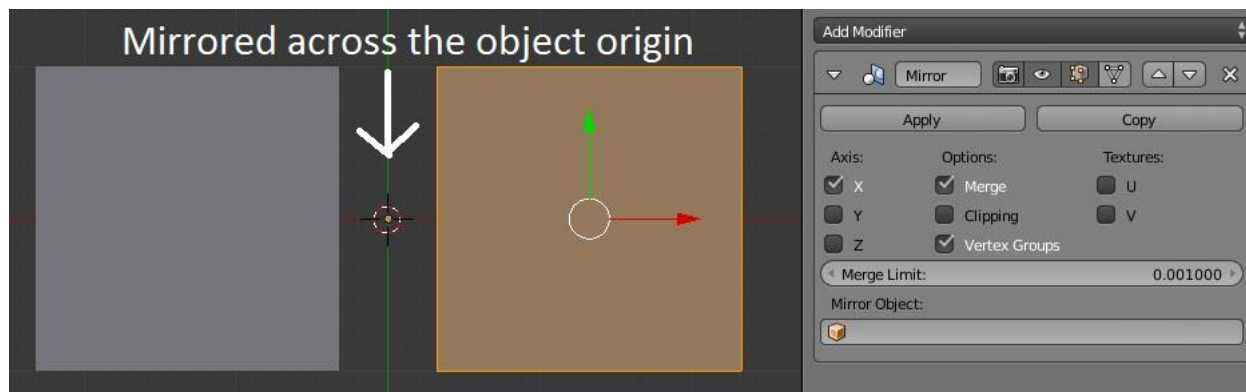 Mirrored across the object origin
Add Modifier
Mirror
Apply Copy
Axis: Options: Textures:
X Merge U
Y Clipping V
Z Vertex Groups
Merge Limit: 0.001000
Mirror Object: